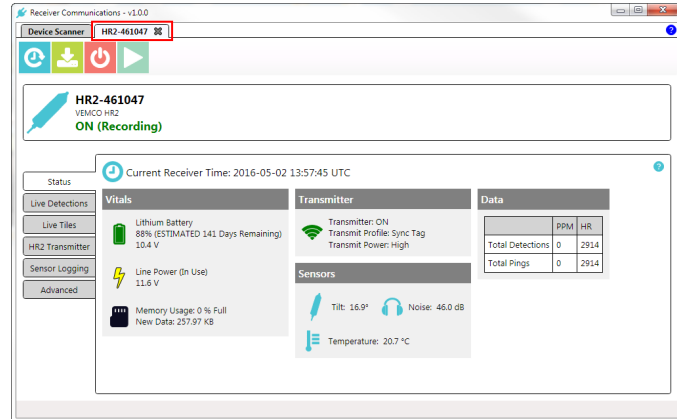 Receiver Communications - v1.0.0
Device Scanner
HR2-461047
HR2-461047
VEMCO HR2
ON (Recording)
Current Receiver Time: 2016-05-02 13:57:45 UTC
Status
Live Detections
Live Tiles
HR2 Transmitter
Sensor Logging
Advanced
Vitals
Lithium Battery
88% (ESTIMATED 141 Days Remaining)
10.4 V
Line Power (In Use)
11.6 V
Memory Usage: 0 % Full
New Data: 257.97 KB
Transmitter
Transmitter: ON
Transmit Profile: Sync Tag
Transmit Power: High
Sensors
Tilt: 16.9°
Noise: 46.0 dB
Temperature: 20.7 °C
Data
PPM HR
Total Detections 0 2914
Total Pings 0 2914